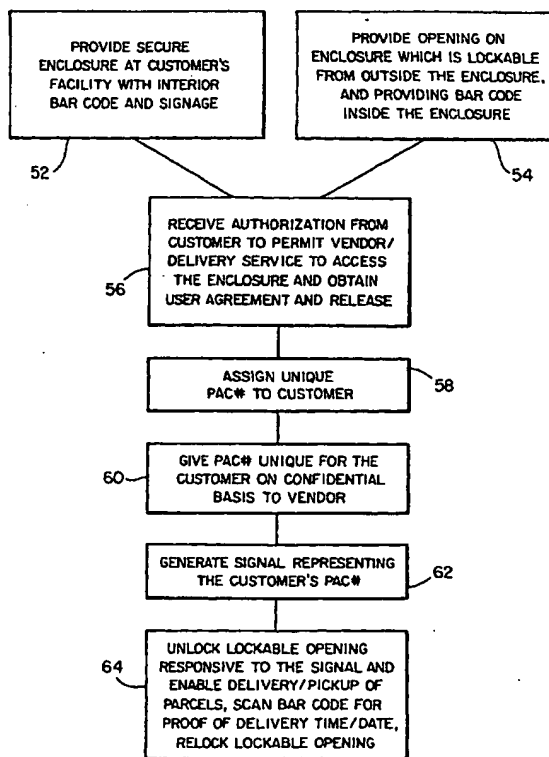 PROVIDE SECURE
ENCLOSURE AT CUSTOMER'S
FACILITY WITH INTERIOR
BAR CODE AND SIGNAGE
52
PROVIDE OPENING ON
ENCLOSURE WHICH IS LOCKABLE
FROM OUTSIDE THE ENCLOSURE,
AND PROVIDING BAR CODE
INSIDE THE ENCLOSURE
54
RECEIVE AUTHORIZATION FROM
CUSTOMER TO PERMIT VENDOR/
DELIVERY SERVICE TO ACCESS
THE ENCLOSURE AND OBTAIN
USER AGREEMENT AND RELEASE
56
ASSIGN UNIQUE
PAC# TO CUSTOMER
58
GIVE PAC# UNIQUE FOR THE
CUSTOMER ON CONFIDENTIAL
BASIS TO VENDOR
60
GENERATE SIGNAL REPRESENTING
THE CUSTOMER'S PAC#
62
UNLOCK LOCKABLE OPENING
RESPONSIVE TO THE SIGNAL AND
ENABLE DELIVERY/PICKUP OF
PARCELS, SCAN BAR CODE FOR
PROOF OF DELIVERY TIME/DATE,
RELOCK LOCKABLE OPENING
64